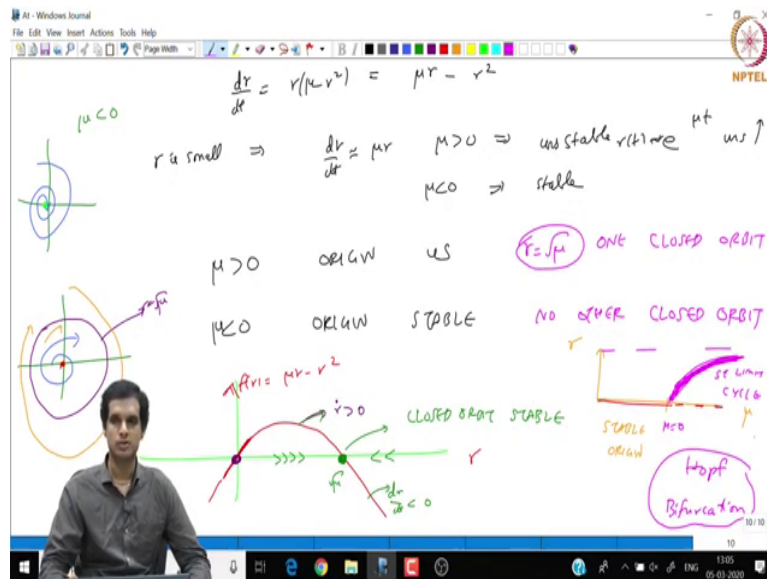 At - Windows Journal
File Edit View Insert Actions Tools Help
Page Width
NPTEL
dr/dt = r(μ-r²) = μr - r²
μ<0
r is small ⇒ dr/dt ≈ μr μ>0 ⇒ unstable
μt
us ↑
μ<0 ⇒ stable
μ>0 ORIGIN US
r=√μ ONE CLOSED ORBIT
μ<0 ORIGIN STABLE
NO OTHER CLOSED ORBIT
r=√μ
f(r) = μr - r²
ṙ>0
CLOSED ORBIT STABLE
r
√μ
dr/dt < 0
r
ST LIMIT
CYCLE
μ=0
μ
STABLE
ORIGIN
Hopf
Bifurcation
10/10
10
ENG
13:05
05-03-2020